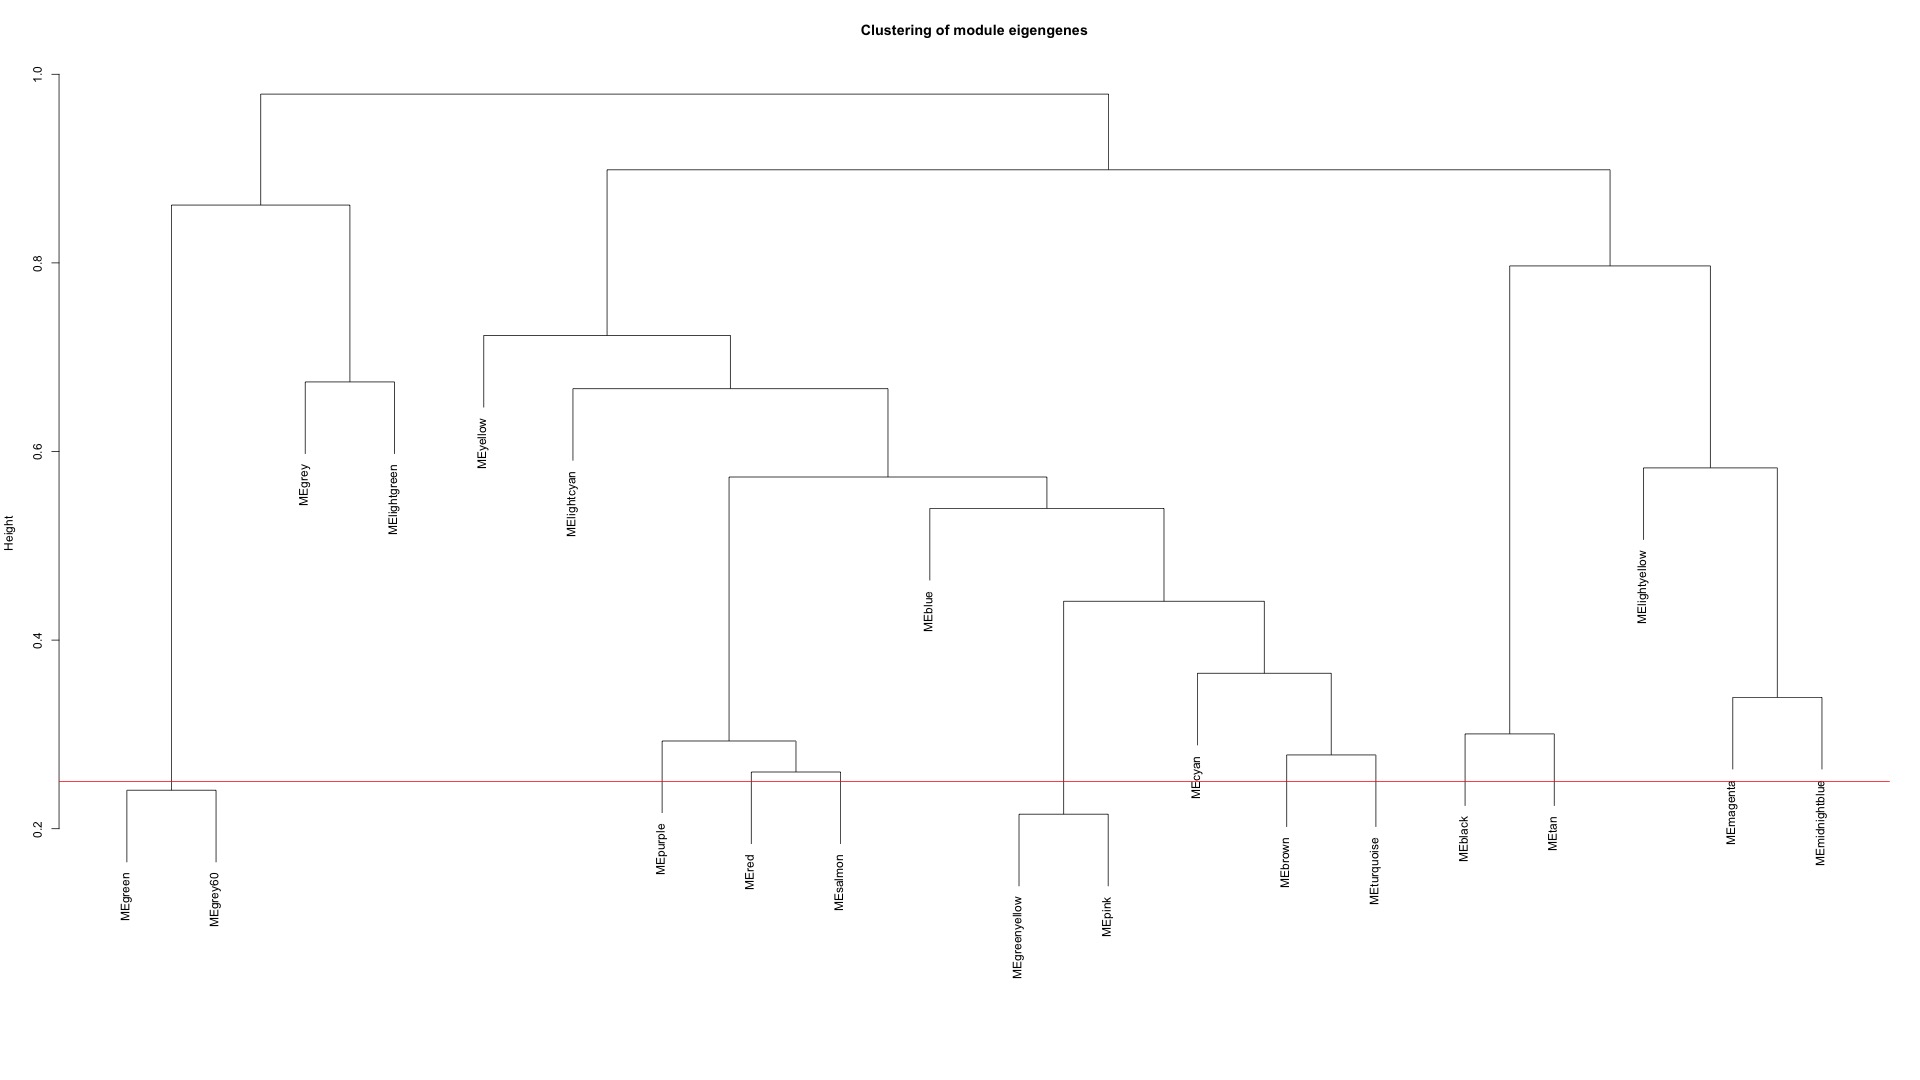 Clustering of module eigengenes
Height
1.0
0.8
0.6
0.4
0.2
MEgreen
MEgrey60
MEgrey
MElightgreen
MEyellow
MElightcyan
MEpurple
MEred
MEsalmon
MEblue
MEgreenyellow
MEpink
MEcyan
MEbrown
MEturquoise
MEblack
MEtan
MElightyellow
MEmagenta
MEmidnightblue